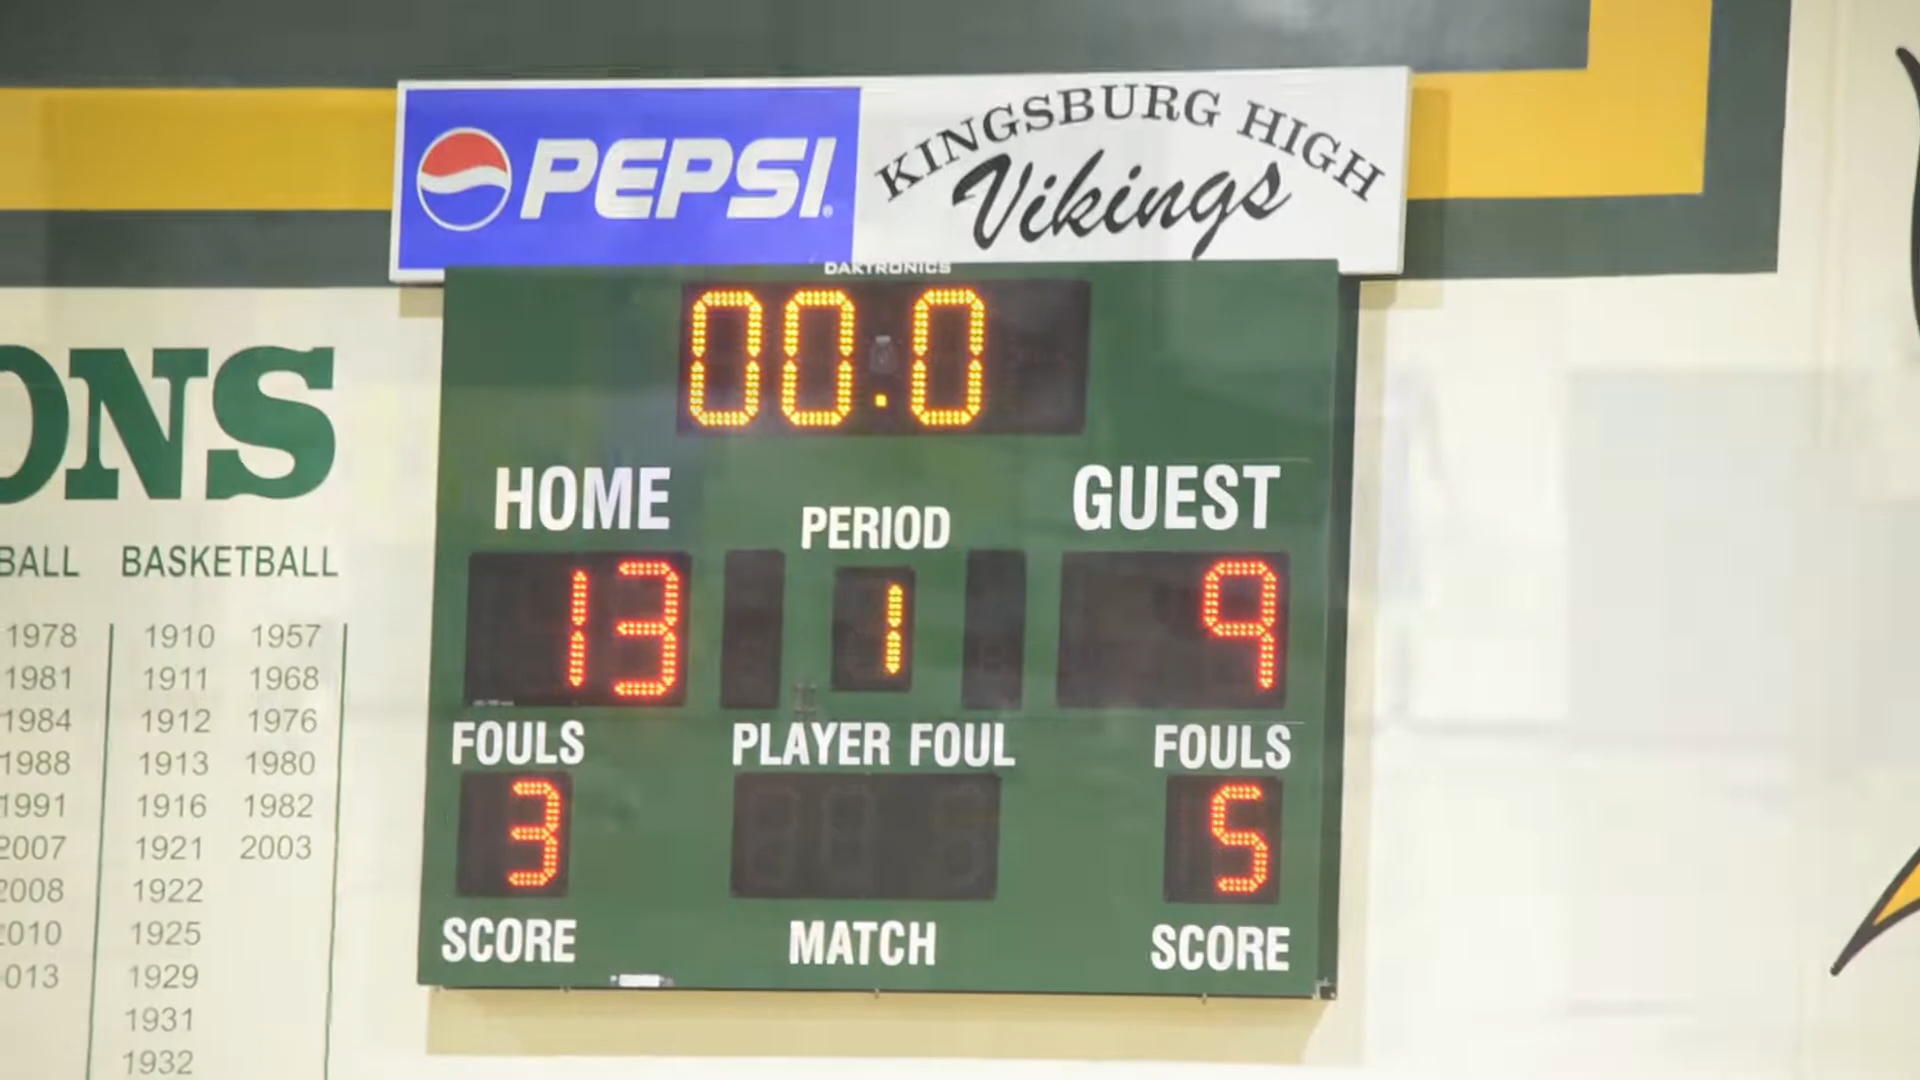 PEPSI
KINGSBURG HIGH
Vikings
DAKTRONICS
00.0
HOME
PERIOD
GUEST
13
1
9
FOULS
PLAYER FOUL
FOULS
3
5
SCORE
MATCH
SCORE
ONS
BALL
BASKETBALL
1978 1910 1957
1981 1911 1968
1984 1912 1976
1988 1913 1980
1991 1916 1982
2007 1921 2003
2008 1922
2010 1925
013 1929
1931
1932